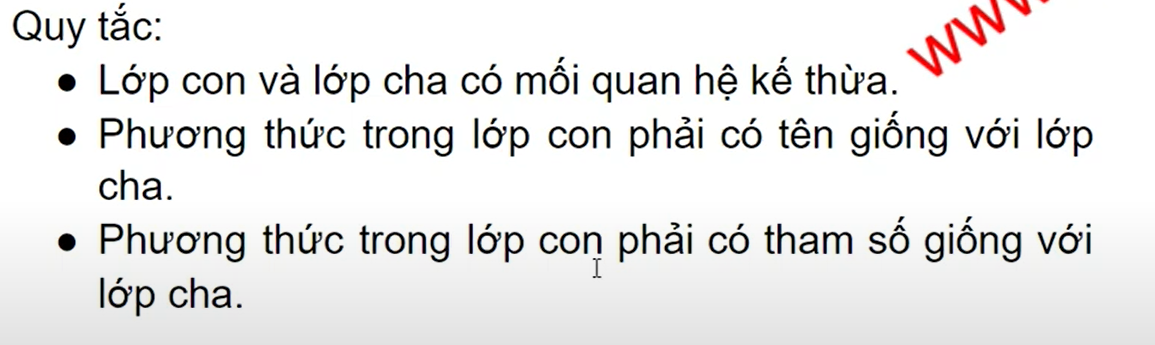 Quy tắc:
● Lớp con và lớp cha có mối quan hệ kế thừa.
● Phương thức trong lớp con phải có tên giống với lớp
cha.
● Phương thức trong lớp con phải có tham số giống với
lớp cha.
www